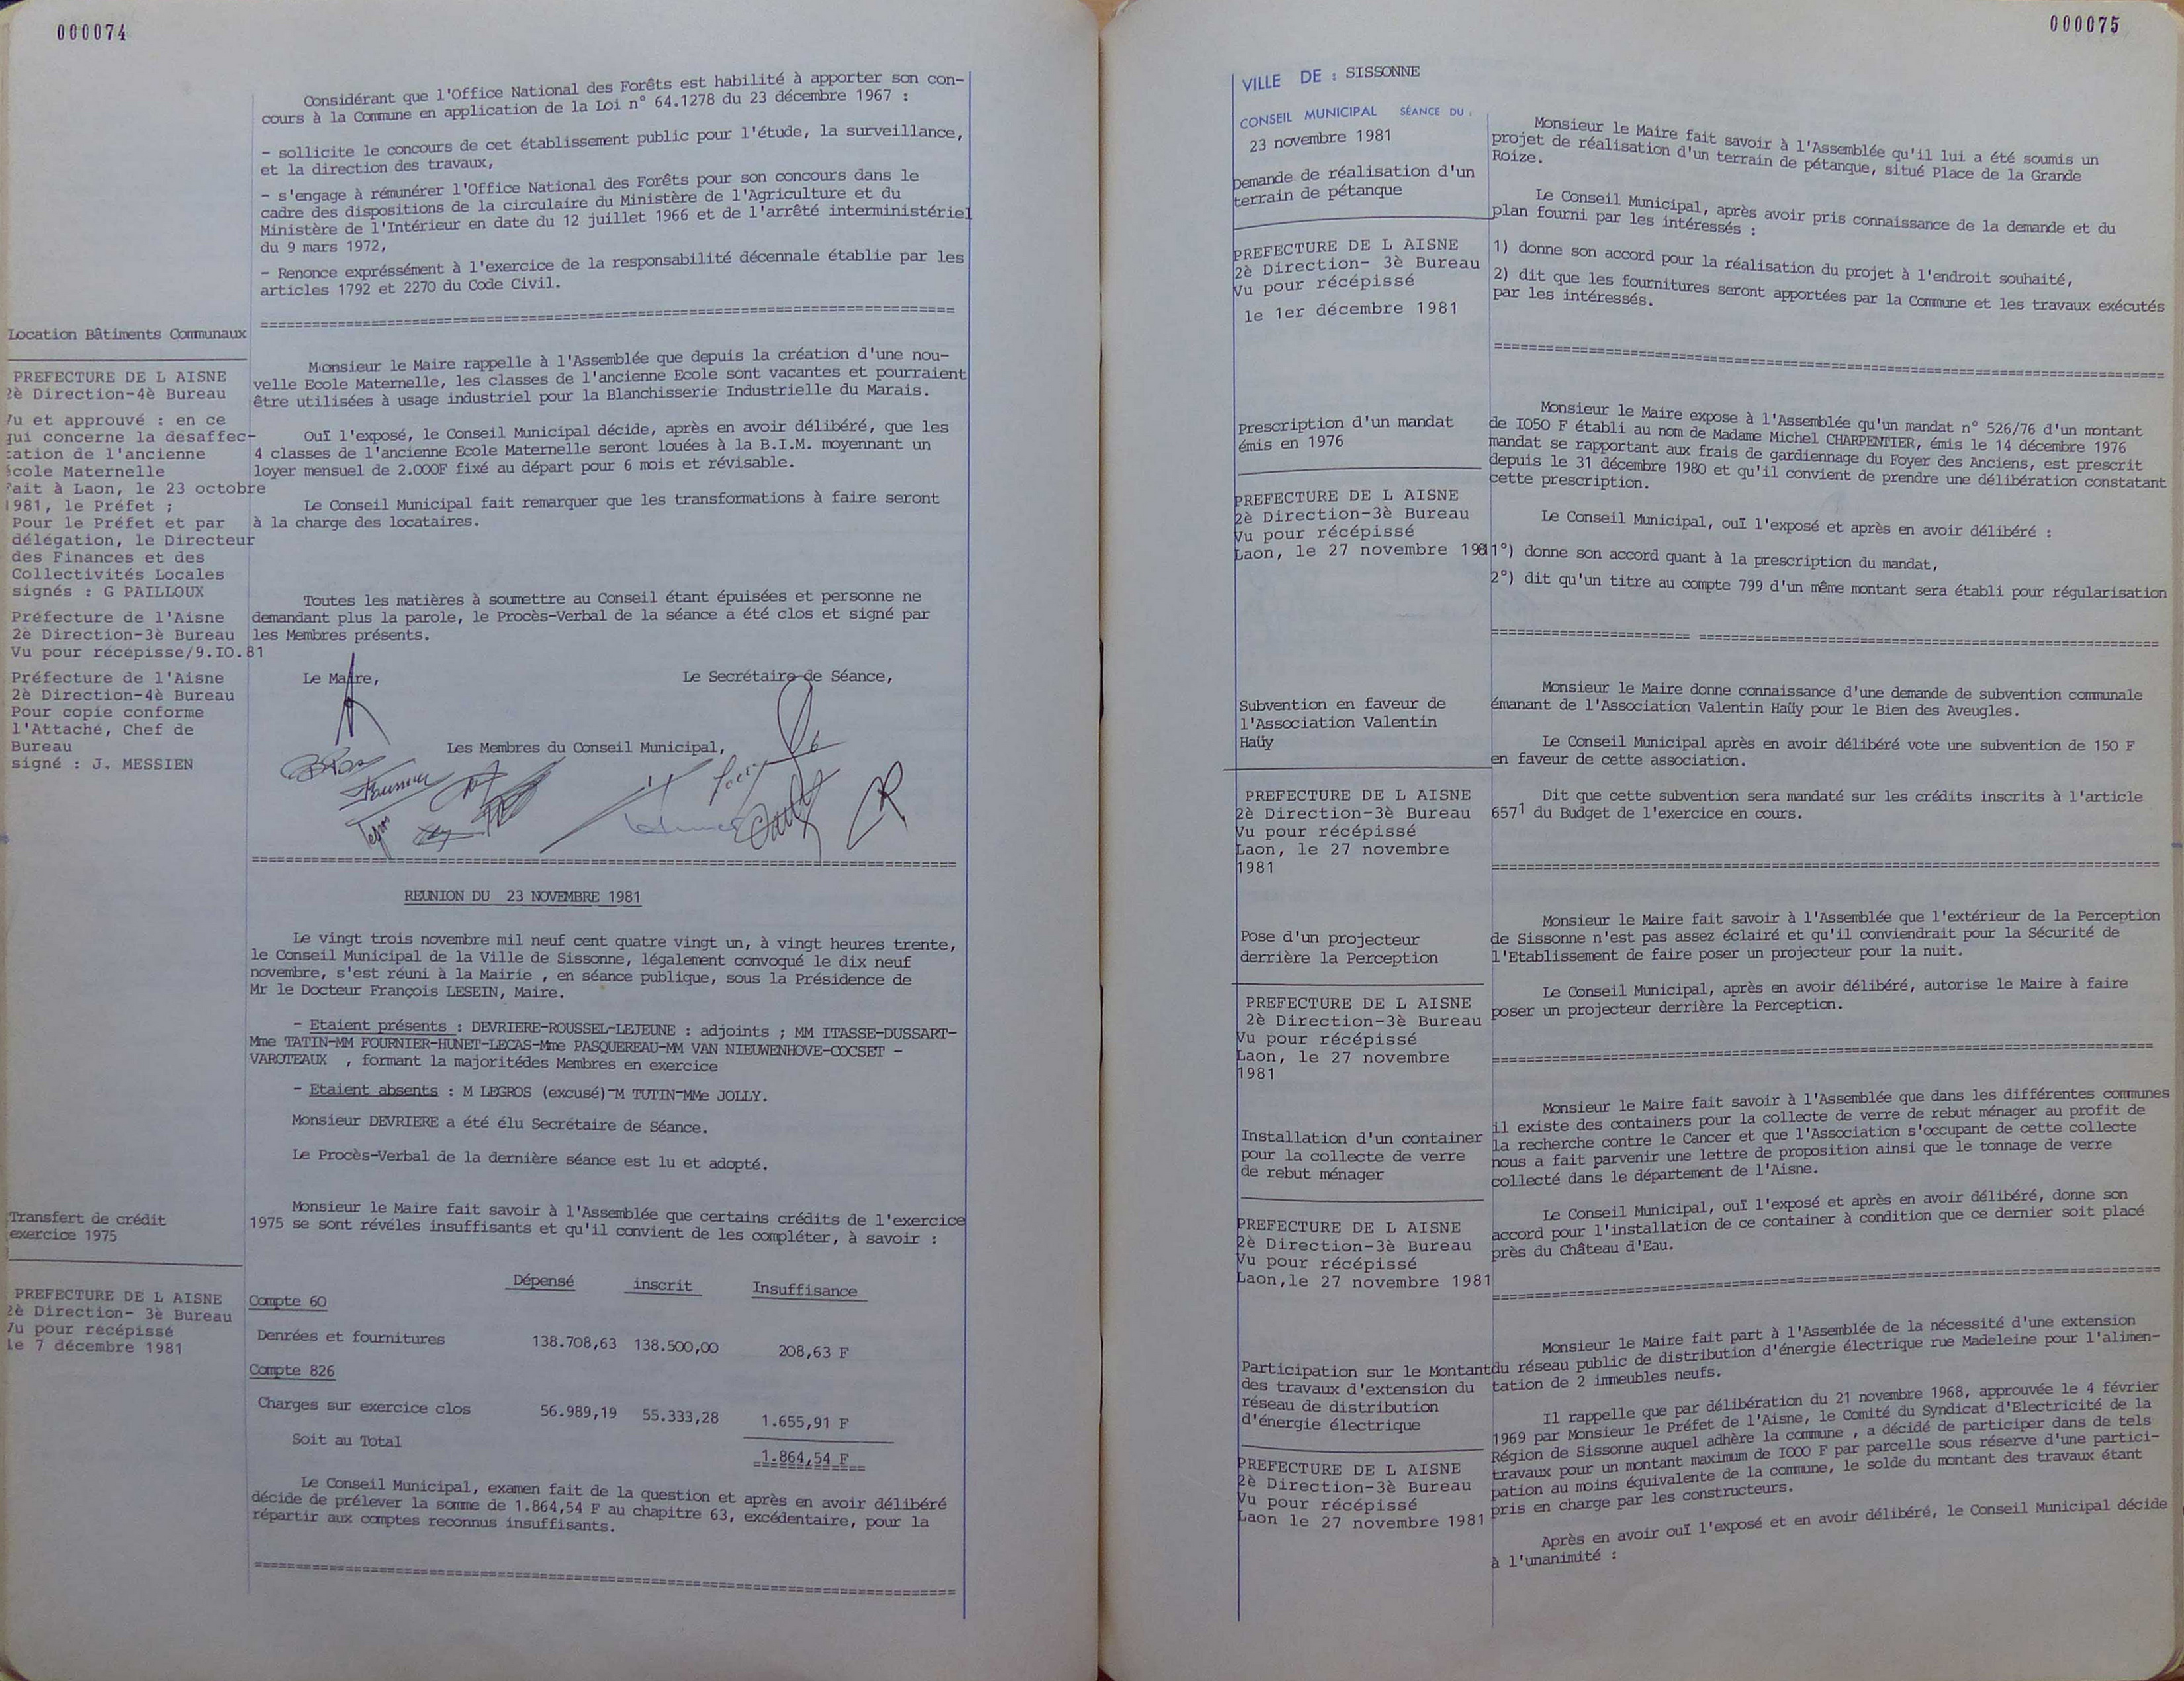 000074
Considérant que l'Office National des Forêts est habilité à apporter son con-
cours à la Commune en application de la Loi n° 64.1278 du 23 décembre 1967 :
- sollicite le concours de cet établissement public pour l'étude, la surveillance,
et la direction des travaux,
- s'engage à rémunérer l'Office National des Forêts pour son concours dans le
cadre des dispositions de la circulaire du Ministère de l'Agriculture et du
Ministère de l'Intérieur en date du 12 juillet 1966 et de l'arrêté interministériel
du 9 mars 1972,
- Renonce expréssément à l'exercice de la responsabilité décennale établie par les
articles 1792 et 2270 du Code Civil.
Location Bâtiments Communaux
PREFECTURE DE L AISNE
2è Direction-4è Bureau
Vu et approuvé : en ce
qui concerne la désaffec-
tation de l'ancienne
école Maternelle
Fait à Laon, le 23 octobre
1981, le Préfet ;
Pour le Préfet et par
délégation, le Directeur
des Finances et des
Collectivités Locales
signés : G PAILLOUX
Préfecture de l'Aisne
2è Direction-3è Bureau
Vu pour récépisse/9.IO.81
Préfecture de l'Aisne
2è Direction-4è Bureau
Pour copie conforme
l'Attaché, Chef de
Bureau
signé : J. MESSIEN
Monsieur le Maire rappelle à l'Assemblée que depuis la création d'une nou-
velle Ecole Maternelle, les classes de l'ancienne Ecole sont vacantes et pourraient
être utilisées à usage industriel pour la Blanchisserie Industrielle du Marais.
OuÏ l'exposé, le Conseil Municipal décide, après en avoir délibéré, que les
4 classes de l'ancienne Ecole Maternelle seront louées à la B.I.M. moyennant un
loyer mensuel de 2.000F fixé au départ pour 6 mois et révisable.
Le Conseil Municipal fait remarquer que les transformations à faire seront
à la charge des locataires.
Toutes les matières à soumettre au Conseil étant épuisées et personne ne
demandant plus la parole, le Procès-Verbal de la séance a été clos et signé par
les Membres présents.
Le Maire,
Le Secrétaire de Séance,
Les Membres du Conseil Municipal,
REUNION DU 23 NOVEMBRE 1981
Le vingt trois novembre mil neuf cent quatre vingt un, à vingt heures trente,
le Conseil Municipal de la Ville de Sissonne, légalement convoqué le dix neuf
novembre, s'est réuni à la Mairie , en séance publique, sous la Présidence de
Mr le Docteur François LESEIN, Maire.
- Etaient présents : DEVRIERE-ROUSSEL-LEJEUNE : adjoints ; MM ITASSE-DUSSART-
Mme TATIN-MM FOURNIER-HUNET-LECAS-Mme PASQUEREAU-MM VAN NIEUWENHOVE-COCSET -
VAROTEAUX , formant la majoritédes Membres en exercice
- Etaient absents : M LEGROS (excusé)-M TUTIN-MMe JOLLY.
Monsieur DEVRIERE a été élu Secrétaire de Séance.
Le Procès-Verbal de la dernière séance est lu et adopté.
Transfert de crédit
exercice 1975
PREFECTURE DE L AISNE
2è Direction- 3è Bureau
Vu pour récépissé
le 7 décembre 1981
Monsieur le Maire fait savoir à l'Assemblée que certains crédits de l'exercice
1975 se sont révéles insuffisants et qu'il convient de les compléter, à savoir :
Dépensé inscrit Insuffisance
Compte 60
Denrées et fournitures 138.708,63 138.500,00 208,63 F
Compte 826
Charges sur exercice clos 56.989,19 55.333,28 1.655,91 F
Soit au Total 1.864,54 F
Le Conseil Municipal, examen fait de la question et après en avoir délibéré
décide de prélever la somme de 1.864,54 F au chapitre 63, excédentaire, pour la
répartir aux comptes reconnus insuffisants.
000075
VILLE DE : SISSONNE
CONSEIL MUNICIPAL SÉANCE DU :
23 novembre 1981
Demande de réalisation d'un
terrain de pétanque
PREFECTURE DE L AISNE
2è Direction- 3è Bureau
Vu pour récépissé
le 1er décembre 1981
Monsieur le Maire fait savoir à l'Assemblée qu'il lui a été soumis un
projet de réalisation d'un terrain de pétanque, situé Place de la Grande
Roize.
Le Conseil Municipal, après avoir pris connaissance de la demande et du
plan fourni par les intéressés :
1) donne son accord pour la réalisation du projet à l'endroit souhaité,
2) dit que les fournitures seront apportées par la Commune et les travaux exécutés
par les intéressés.
Prescription d'un mandat
émis en 1976
PREFECTURE DE L AISNE
2è Direction-3è Bureau
Vu pour récépissé
Laon, le 27 novembre 1981
Monsieur le Maire expose à l'Assemblée qu'un mandat n° 526/76 d'un montant
de IO50 F établi au nom de Madame Michel CHARPENTIER, émis le 14 décembre 1976
mandat se rapportant aux frais de gardiennage du Foyer des Anciens, est prescrit
depuis le 31 décembre 1980 et qu'il convient de prendre une délibération constatant
cette prescription.
Le Conseil Municipal, ouÏ l'exposé et après en avoir délibéré :
1°) donne son accord quant à la prescription du mandat,
2°) dit qu'un titre au compte 799 d'un même montant sera établi pour régularisation
Subvention en faveur de
l'Association Valentin
Haüy
PREFECTURE DE L AISNE
2è Direction-3è Bureau
Vu pour récépissé
Laon, le 27 novembre
1981
Monsieur le Maire donne connaissance d'une demande de subvention communale
émanant de l'Association Valentin Haüy pour le Bien des Aveugles.
Le Conseil Municipal après en avoir délibéré vote une subvention de 150 F
en faveur de cette association.
Dit que cette subvention sera mandaté sur les crédits inscrits à l'article
657¹ du Budget de l'exercice en cours.
Pose d'un projecteur
derrière la Perception
PREFECTURE DE L AISNE
2è Direction-3è Bureau
Vu pour récépissé
Laon, le 27 novembre
1981
Monsieur le Maire fait savoir à l'Assemblée que l'extérieur de la Perception
de Sissonne n'est pas assez éclairé et qu'il conviendrait pour la Sécurité de
l'Etablissement de faire poser un projecteur pour la nuit.
Le Conseil Municipal, après en avoir délibéré, autorise le Maire à faire
poser un projecteur derrière la Perception.
Installation d'un container
pour la collecte de verre
de rebut ménager
PREFECTURE DE L AISNE
2è Direction-3è Bureau
Vu pour récépissé
Laon,le 27 novembre 1981
Monsieur le Maire fait savoir à l'Assemblée que dans les différentes communes
il existe des containers pour la collecte de verre de rebut ménager au profit de
la recherche contre le Cancer et que l'Association s'occupant de cette collecte
nous a fait parvenir une lettre de proposition ainsi que le tonnage de verre
collecté dans le département de l'Aisne.
Le Conseil Municipal, ouï l'exposé et après en avoir délibéré, donne son
accord pour l'installation de ce container à condition que ce dernier soit placé
près du Château d'Eau.
Participation sur le Montant
des travaux d'extension du
réseau de distribution
d'énergie électrique
PREFECTURE DE L AISNE
2è Direction-3è Bureau
Vu pour récépissé
Laon le 27 novembre 1981
Monsieur le Maire fait part à l'Assemblée de la nécessité d'une extension
du réseau public de distribution d'énergie électrique rue Madeleine pour l'alimen-
tation de 2 immeubles neufs.
Il rappelle que par délibération du 21 novembre 1968, approuvée le 4 février
1969 par Monsieur le Préfet de l'Aisne, le Comité du Syndicat d'Electricité de la
Région de Sissonne auquel adhère la commune , a décidé de participer dans de tels
travaux pour un montant maximum de IOOO F par parcelle sous réserve d'une partici-
pation au moins équivalente de la commune, le solde du montant des travaux étant
pris en charge par les constructeurs.
Après en avoir ouÏ l'exposé et en avoir délibéré, le Conseil Municipal décide
à l'unanimité :